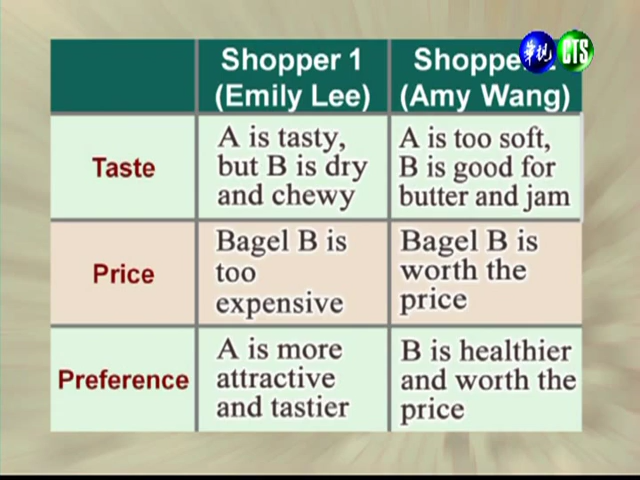 Shopper 1
(Emily Lee)
Shoppe
(Amy Wang)
華視
CTS
Taste
A is tasty,
but B is dry
and chewy
A is too soft,
B is good for
butter and jam
Price
Bagel B is
too
expensive
Bagel B is
worth the
price
Preference
A is more
attractive
and tastier
B is healthier
and worth the
price